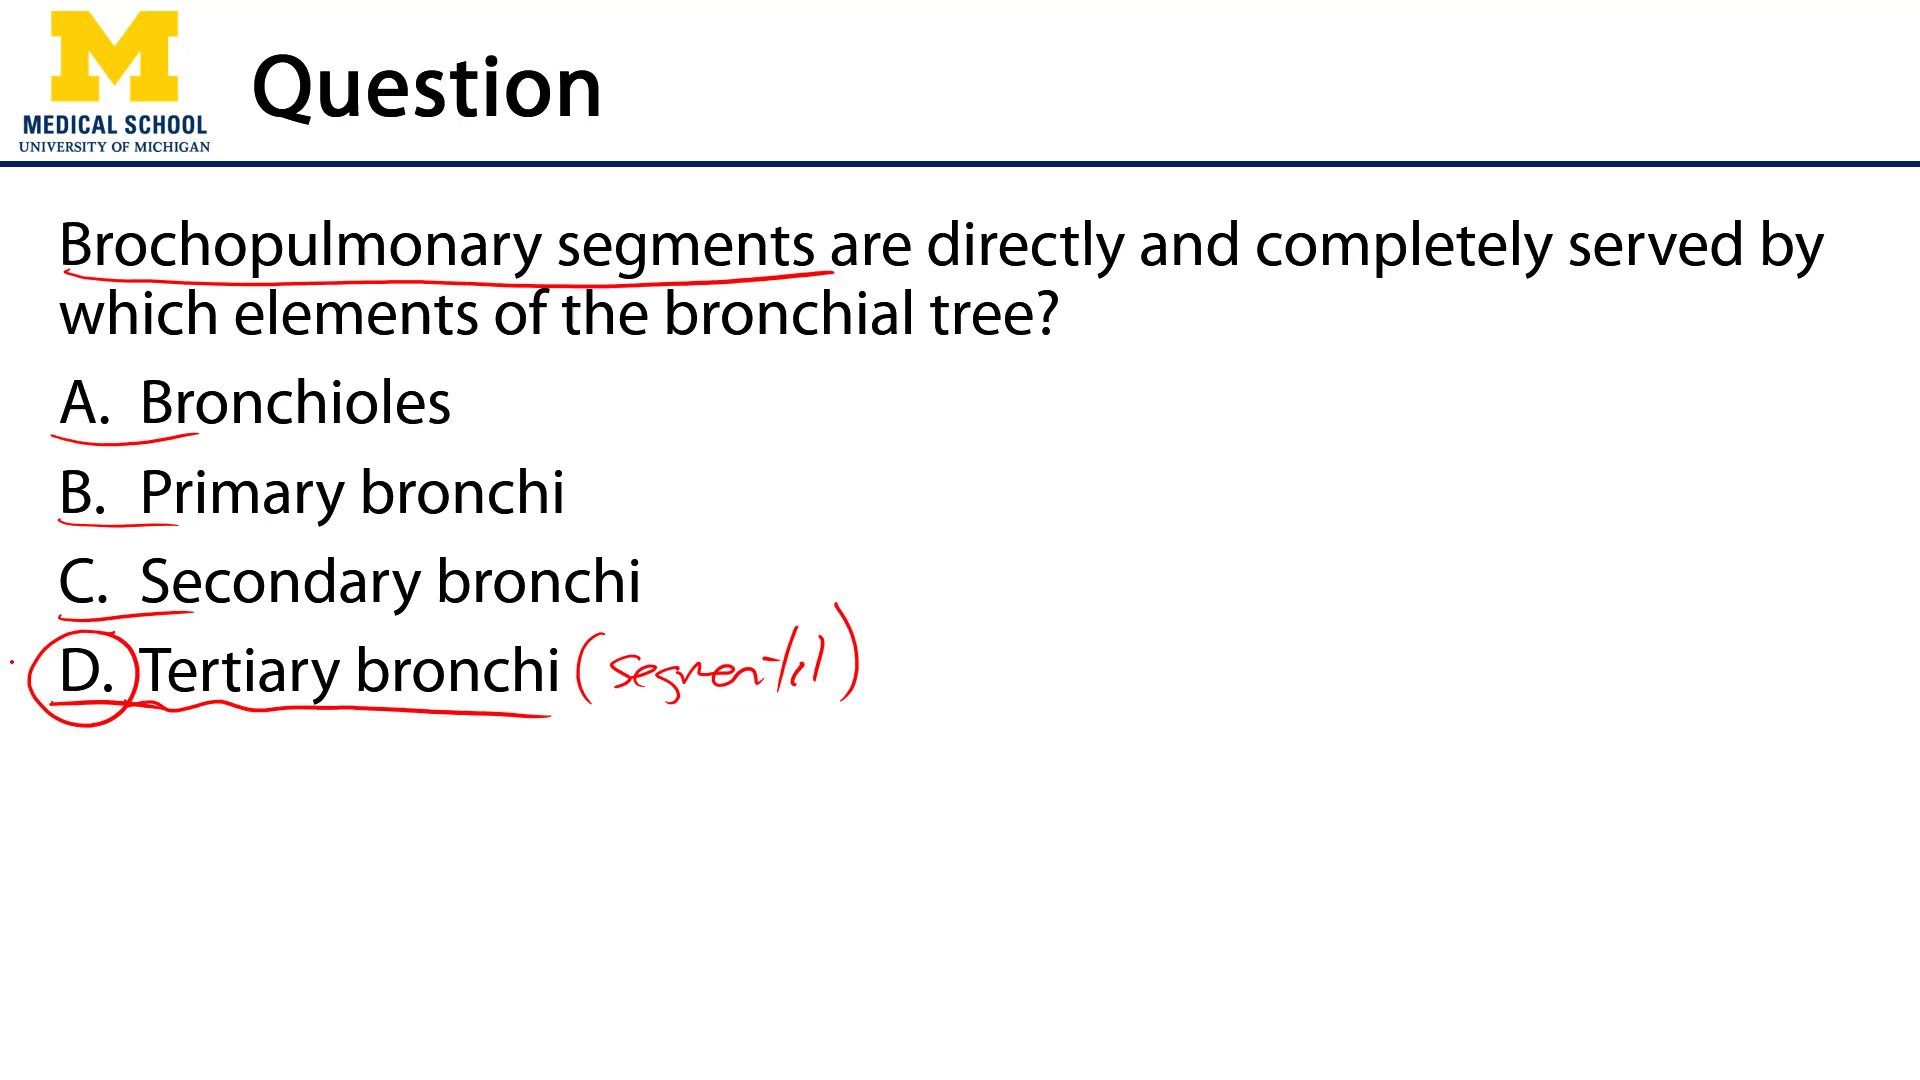 M
MEDICAL SCHOOL
UNIVERSITY OF MICHIGAN
Question
Brochopulmonary segments are directly and completely served by
which elements of the bronchial tree?
A. Bronchioles
B. Primary bronchi
C. Secondary bronchi
D. Tertiary bronchi (segmental)